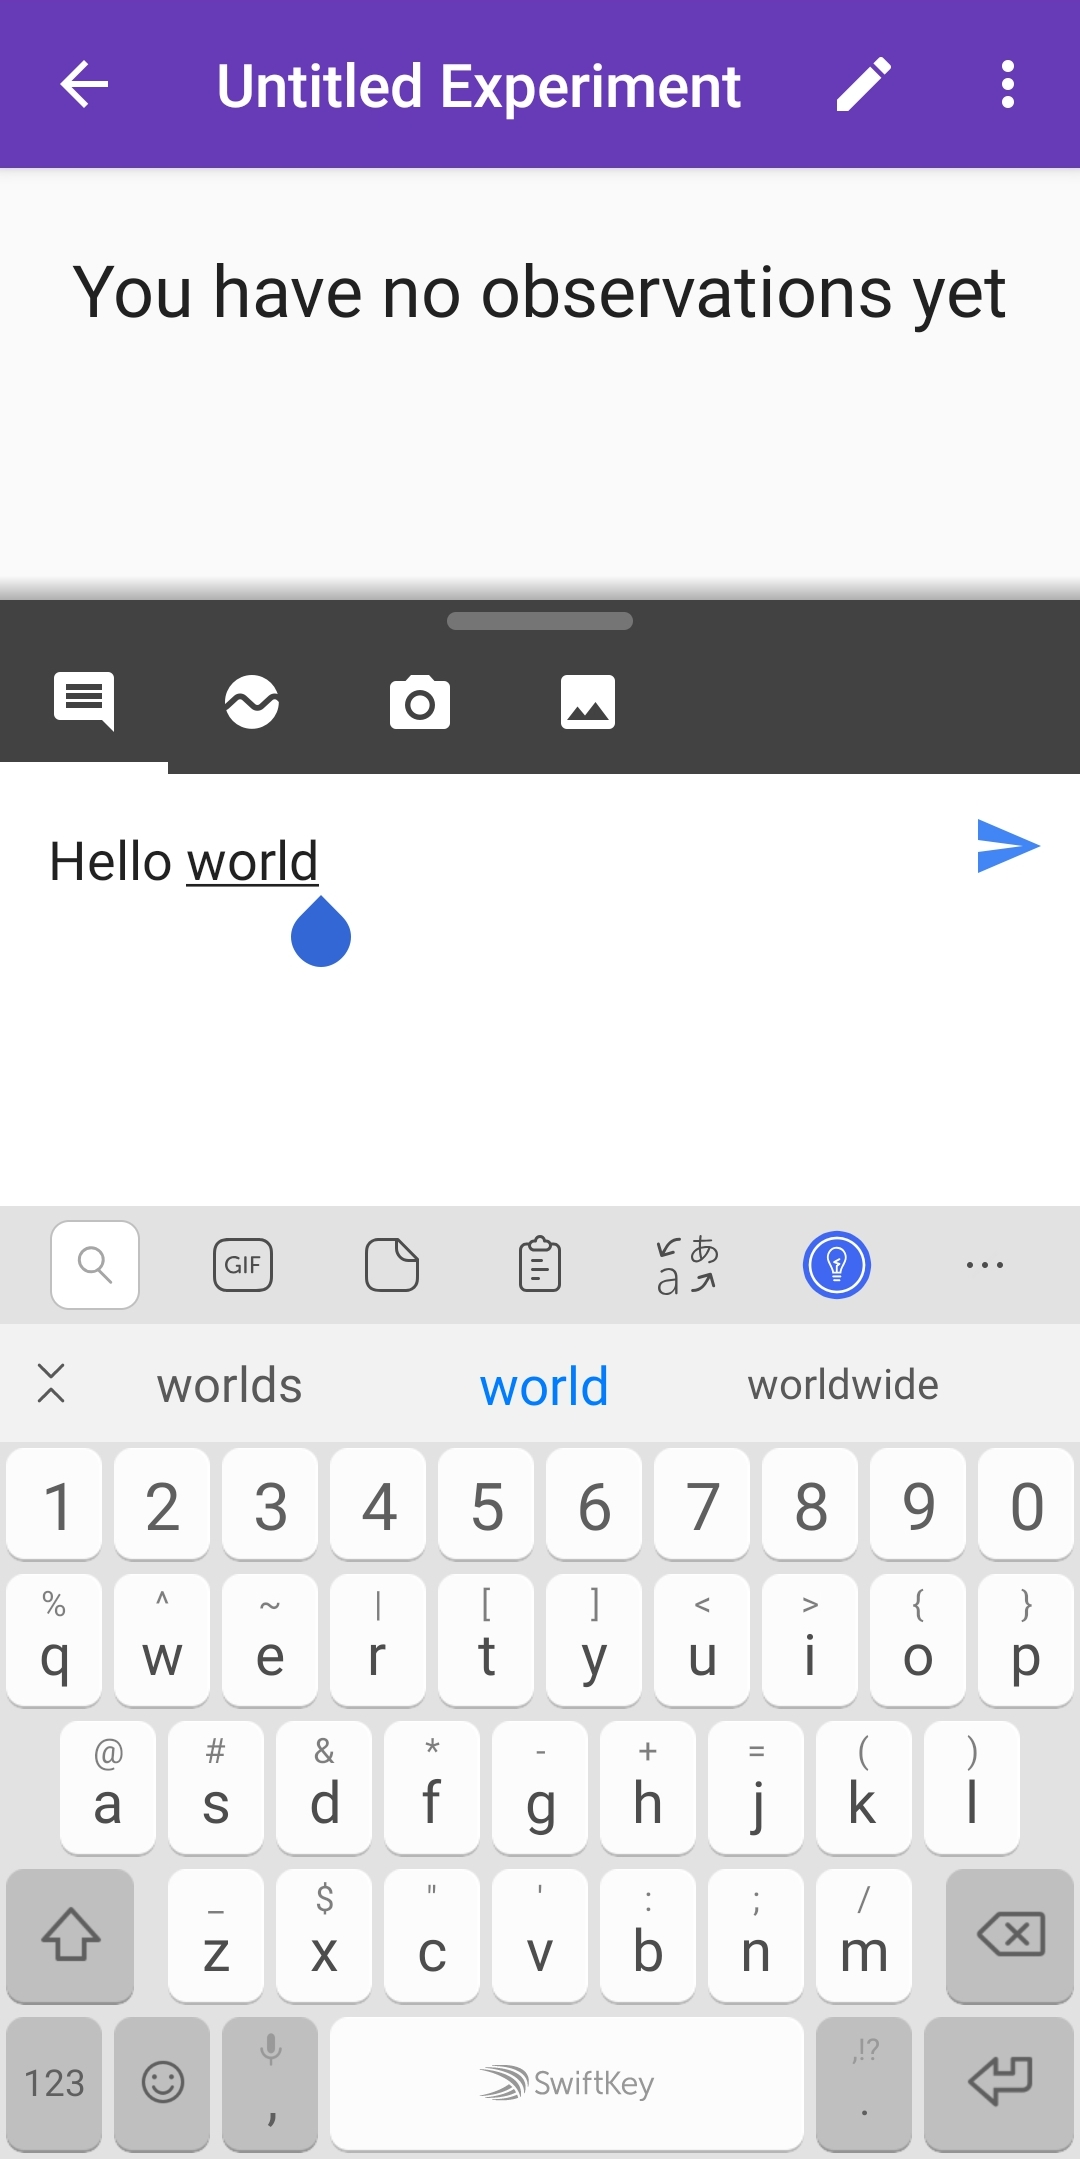 Untitled Experiment
You have no observations yet
Hello world
GIF
a あ
worlds world worldwide
1 2 3 4 5 6 7 8 9 0
% ^ ~ | [ ] < > { }
q w e r t y u i o p
@ # & * - + = ( )
a s d f g h j k l
_ $ " ' : ; /
z x c v b n m
,!?
123 , SwiftKey .